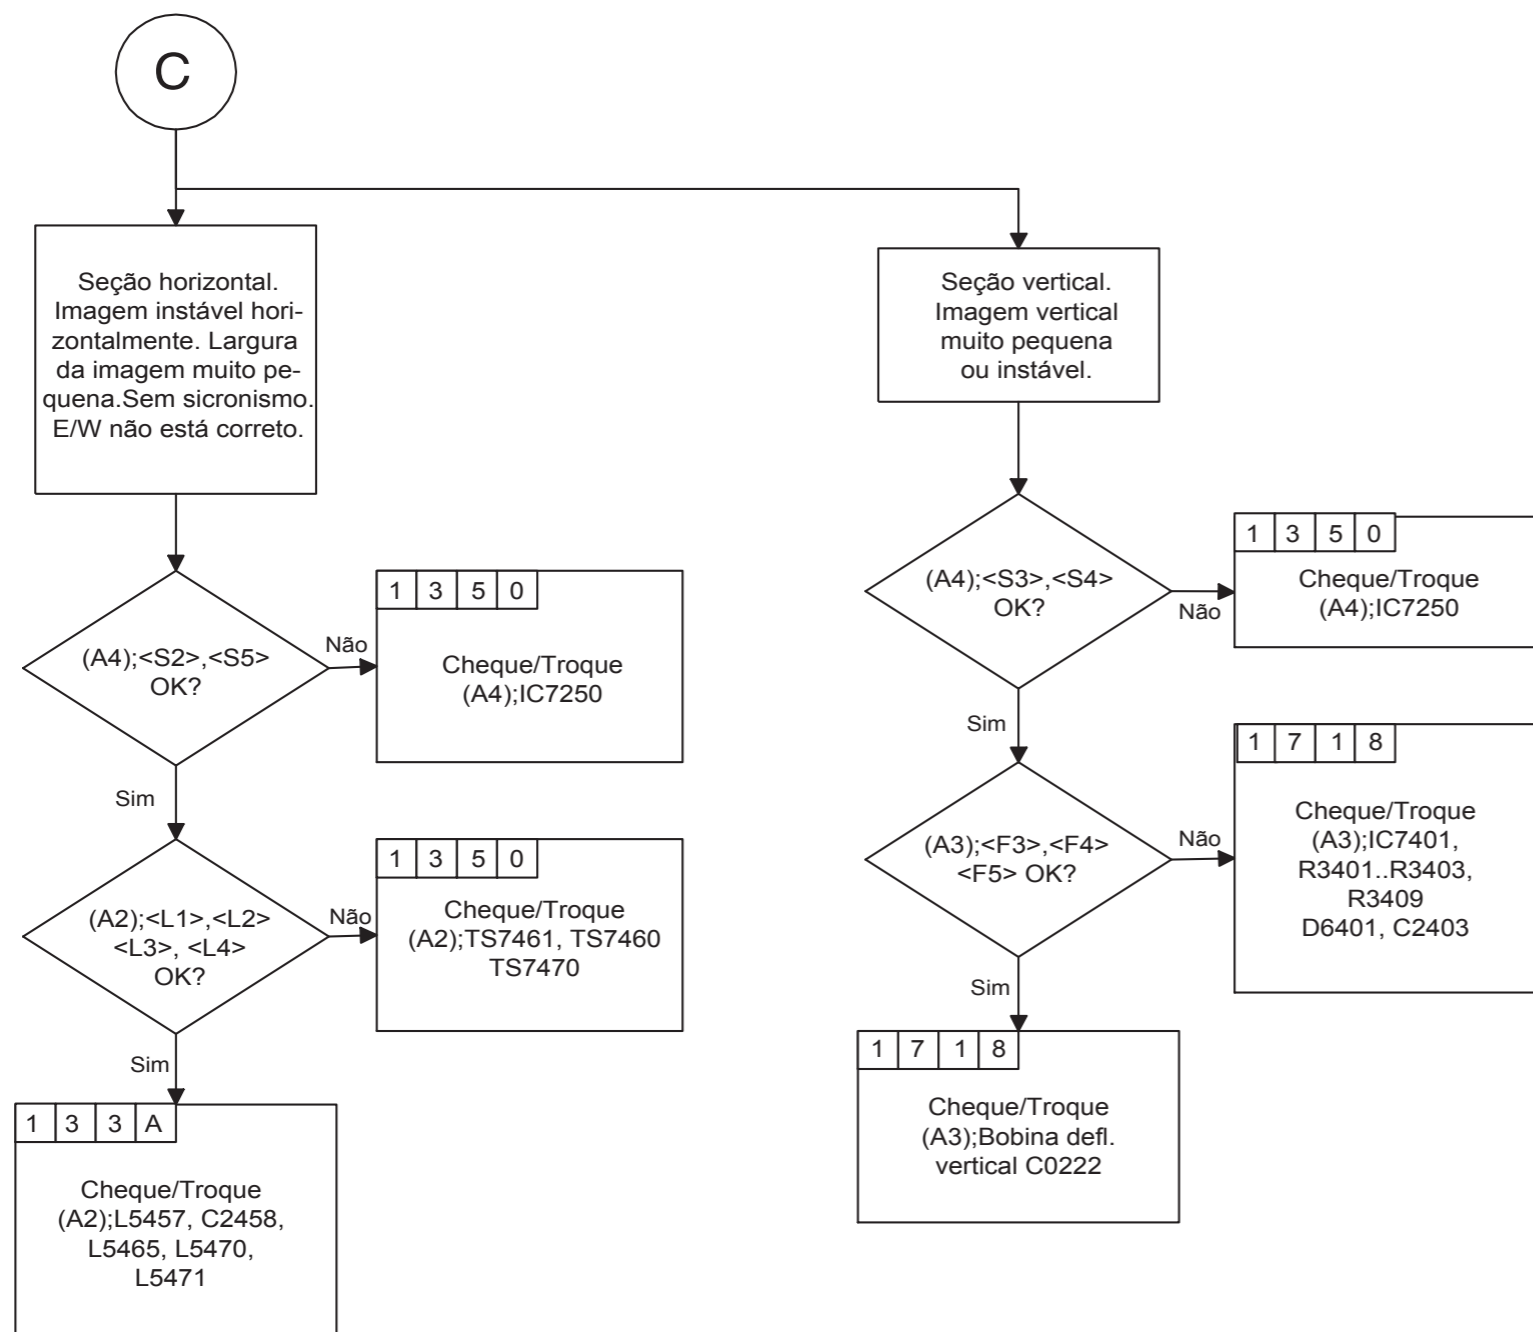 C
Seção horizontal.
Imagem instável hori-
zontalmente. Largura
da imagem muito pe-
quena.Sem sicronismo.
E/W não está correto.
(A4);<S2>,<S5>
OK?
Não
1 3 5 0
Cheque/Troque
(A4);IC7250
Sim
(A2);<L1>,<L2>
<L3>, <L4>
OK?
Não
1 3 5 0
Cheque/Troque
(A2);TS7461, TS7460
TS7470
Sim
1 3 3 A
Cheque/Troque
(A2);L5457, C2458,
L5465, L5470,
L5471
Seção vertical.
Imagem vertical
muito pequena
ou instável.
(A4);<S3>,<S4>
OK?
Não
1 3 5 0
Cheque/Troque
(A4);IC7250
Sim
(A3);<F3>,<F4>
<F5> OK?
Não
1 7 1 8
Cheque/Troque
(A3);IC7401,
R3401..R3403,
R3409
D6401, C2403
Sim
1 7 1 8
Cheque/Troque
(A3);Bobina defl.
vertical C0222